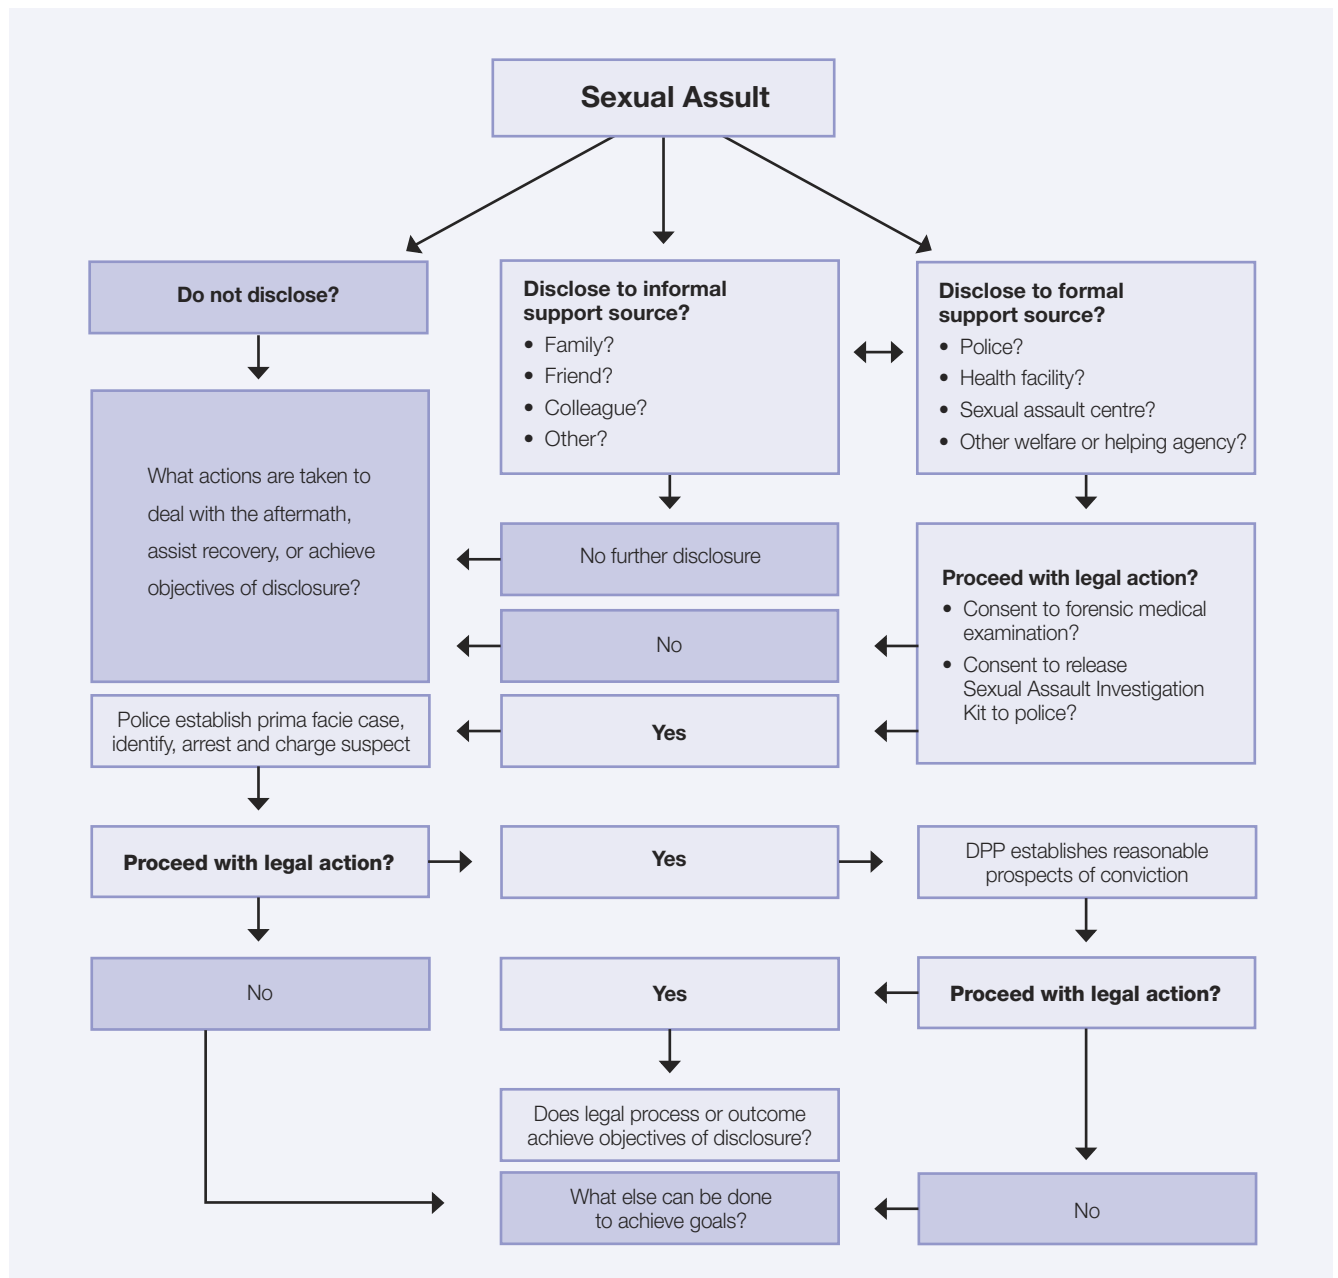 Sexual Assult
Do not disclose?
Disclose to informal
support source?
• Family?
• Friend?
• Colleague?
• Other?
Disclose to formal
support source?
• Police?
• Health facility?
• Sexual assault centre?
• Other welfare or helping agency?
What actions are taken to
deal with the aftermath,
assist recovery, or achieve
objectives of disclosure?
No further disclosure
No
Yes
Proceed with legal action?
• Consent to forensic medical
examination?
• Consent to release
Sexual Assault Investigation
Kit to police?
Police establish prima facie case,
identify, arrest and charge suspect
Proceed with legal action?
Yes
DPP establishes reasonable
prospects of conviction
No
Yes
Proceed with legal action?
Does legal process or outcome
achieve objectives of disclosure?
What else can be done
to achieve goals?
No